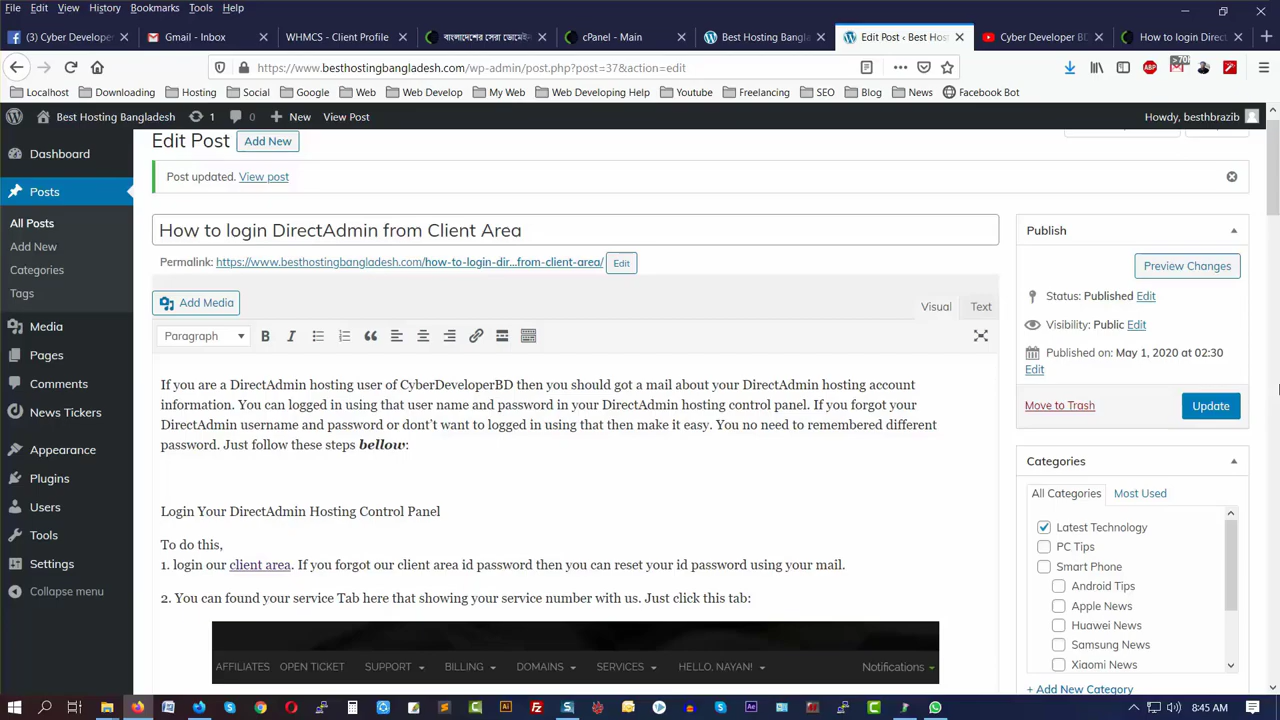 File Edit View History Bookmarks Tools Help
(3) Cyber Developer
Gmail - Inbox
WHMCS - Client Profile
বাংলাদেশের সেরা ডোমেইন
cPanel - Main
Best Hosting Bangla
Edit Post ‹ Best Hos
Cyber Developer BD
How to login Direct
https://www.besthostingbangladesh.com/wp-admin/post.php?post=37&action=edit
ABP
>70k
Localhost Downloading Hosting Social Google Web Web Develop My Web Web Developing Help Youtube Freelancing SEO Blog News Facebook Bot
Best Hosting Bangladesh 1 New View Post
Howdy, besthbrazib
Dashboard
Posts
All Posts
Add New
Categories
Tags
Media
Pages
Comments
News Tickers
Appearance
Plugins
Users
Tools
Settings
Collapse menu
Edit Post Add New
Post updated. View post
How to login DirectAdmin from Client Area
Permalink: https://www.besthostingbangladesh.com/how-to-login-dir...from-client-area/ Edit
Add Media
Visual Text
Paragraph
B I
If you are a DirectAdmin hosting user of CyberDeveloperBD then you should got a mail about your DirectAdmin hosting account
information. You can logged in using that user name and password in your DirectAdmin hosting control panel. If you forgot your
DirectAdmin username and password or dont't want to logged in using that then make it easy. You no need to remembered different
password. Just follow these steps bellow:
Login Your DirectAdmin Hosting Control Panel
To do this,
1. login our client area. If you forgot our client area id password then you can reset your id password using your mail.
2. You can found your service Tab here that showing your service number with us. Just click this tab:
AFFILIATES OPEN TICKET SUPPORT BILLING DOMAINS SERVICES HELLO, NAYAN! Notifications
Publish
Preview Changes
Status: Published Edit
Visibility: Public Edit
Published on: May 1, 2020 at 02:30
Edit
Move to Trash
Update
Categories
All Categories Most Used
Latest Technology
PC Tips
Smart Phone
Android Tips
Apple News
Huawei News
Samsung News
Xiaomi News
+ Add New Category
8:45 AM